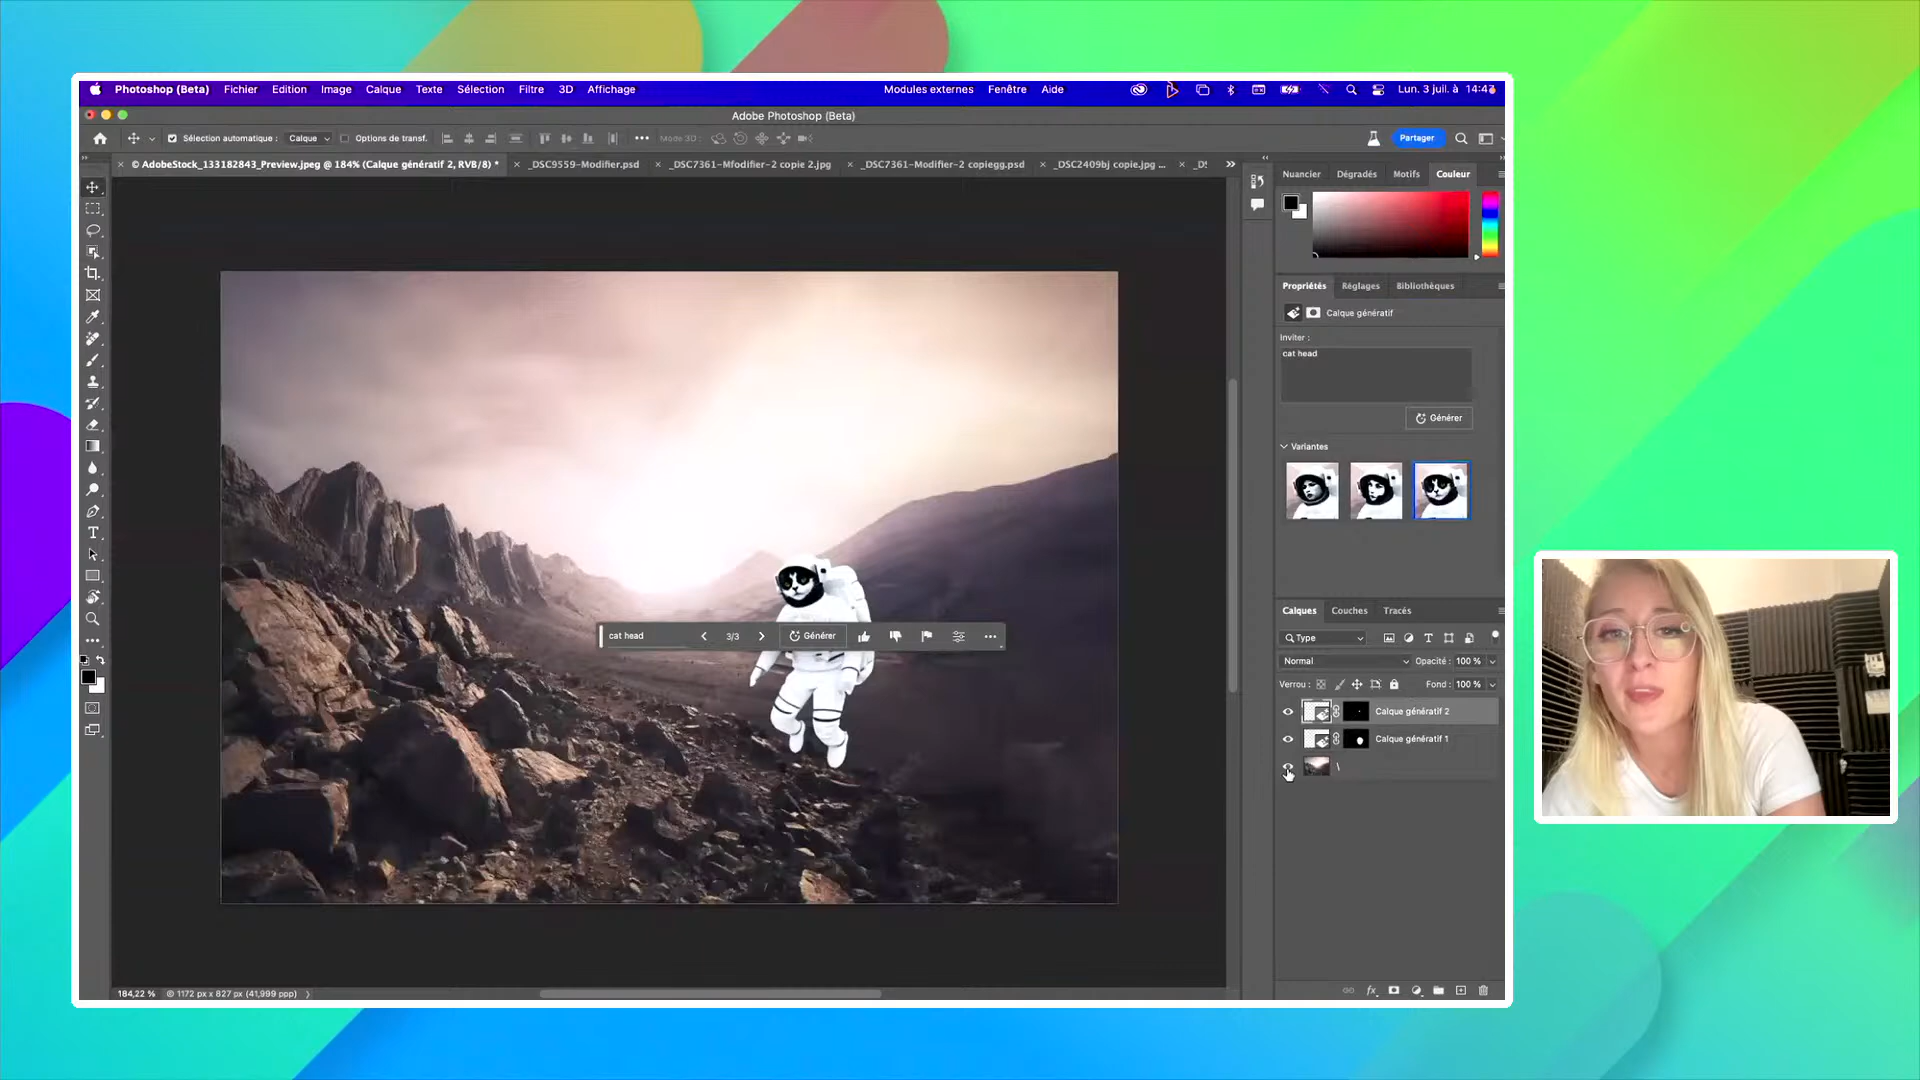 Photoshop (Beta) Fichier Edition Image Calque Texte Sélection Filtre 3D Affichage Modules externes Fenêtre Aide Lun. 3 juil. à
Adobe Photoshop (Beta)
Sélection automatique : Calque Options de transf. Mode 3D : Partager
© AdobeStock_133182843_Preview.jpeg @ 184% (Calque génératif 2, RVB/8) * _DSC9559-Modifier.psd _DSC7361-Mfodifier-2 copie 2.jpg _DSC7361-Modifier-2 copiegg.psd _DSC2409bj copie.jpg ...
Nuancier Dégradés Motifs Couleur
Propriétés Réglages Bibliothèques
Calque génératif
Inviter :
cat head
Générer
Variantes
cat head 3/3 Générer
Calques Couches Tracés
Type
Normal Opacité : 100 %
Verrou : Fond : 100 %
Calque génératif 2
Calque génératif 1
\
fx
184,22 % 1172 px x 827 px (41,999 ppp)